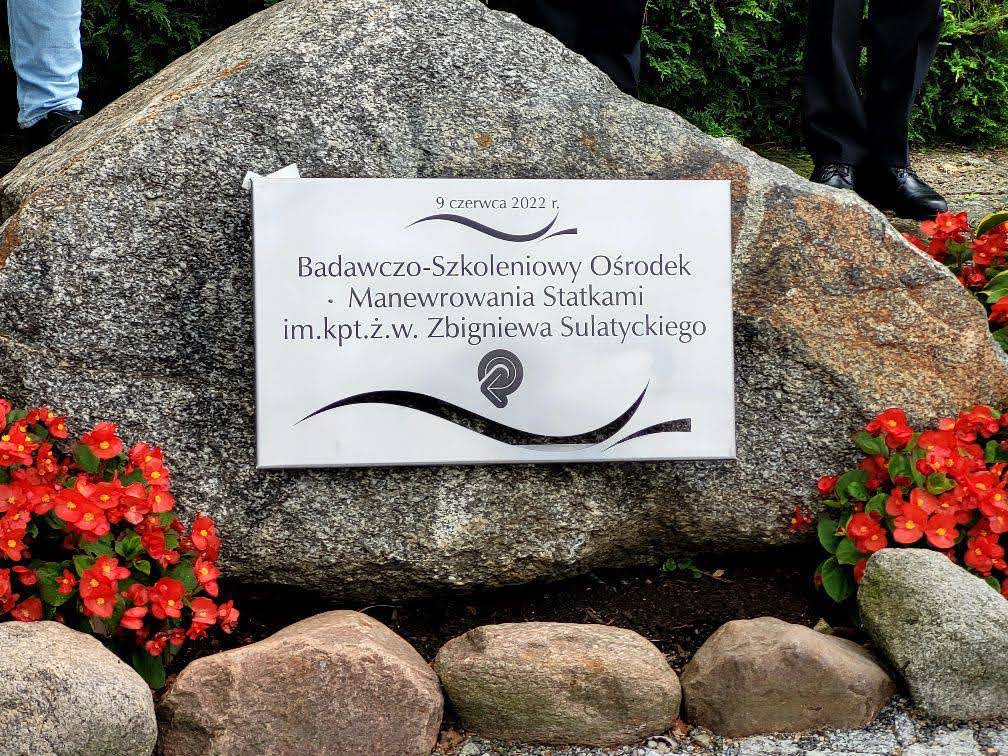 9 czerwca 2022 r.
Badawczo-Szkoleniowy Ośrodek
Manewrowania Statkami
im.kpt.ż.w. Zbigniewa Sulatyckiego